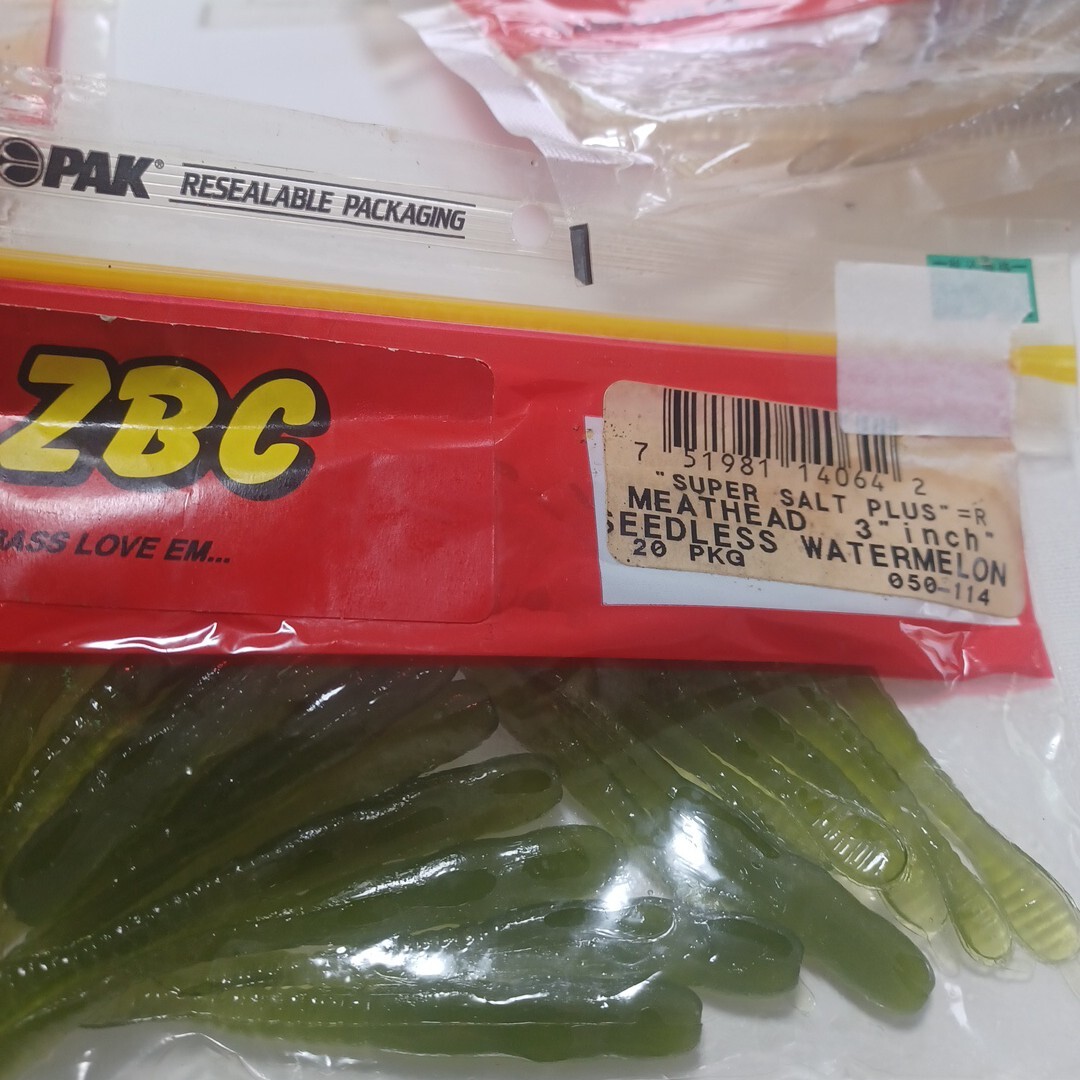 PAK®
RESEALABLE PACKAGING
ZBC
BASS LOVE EM...
7 51981 14064 2
"SUPER SALT PLUS"=R
MEATHEAD 3"inch"
SEEDLESS WATERMELON
20 PKG
050-114